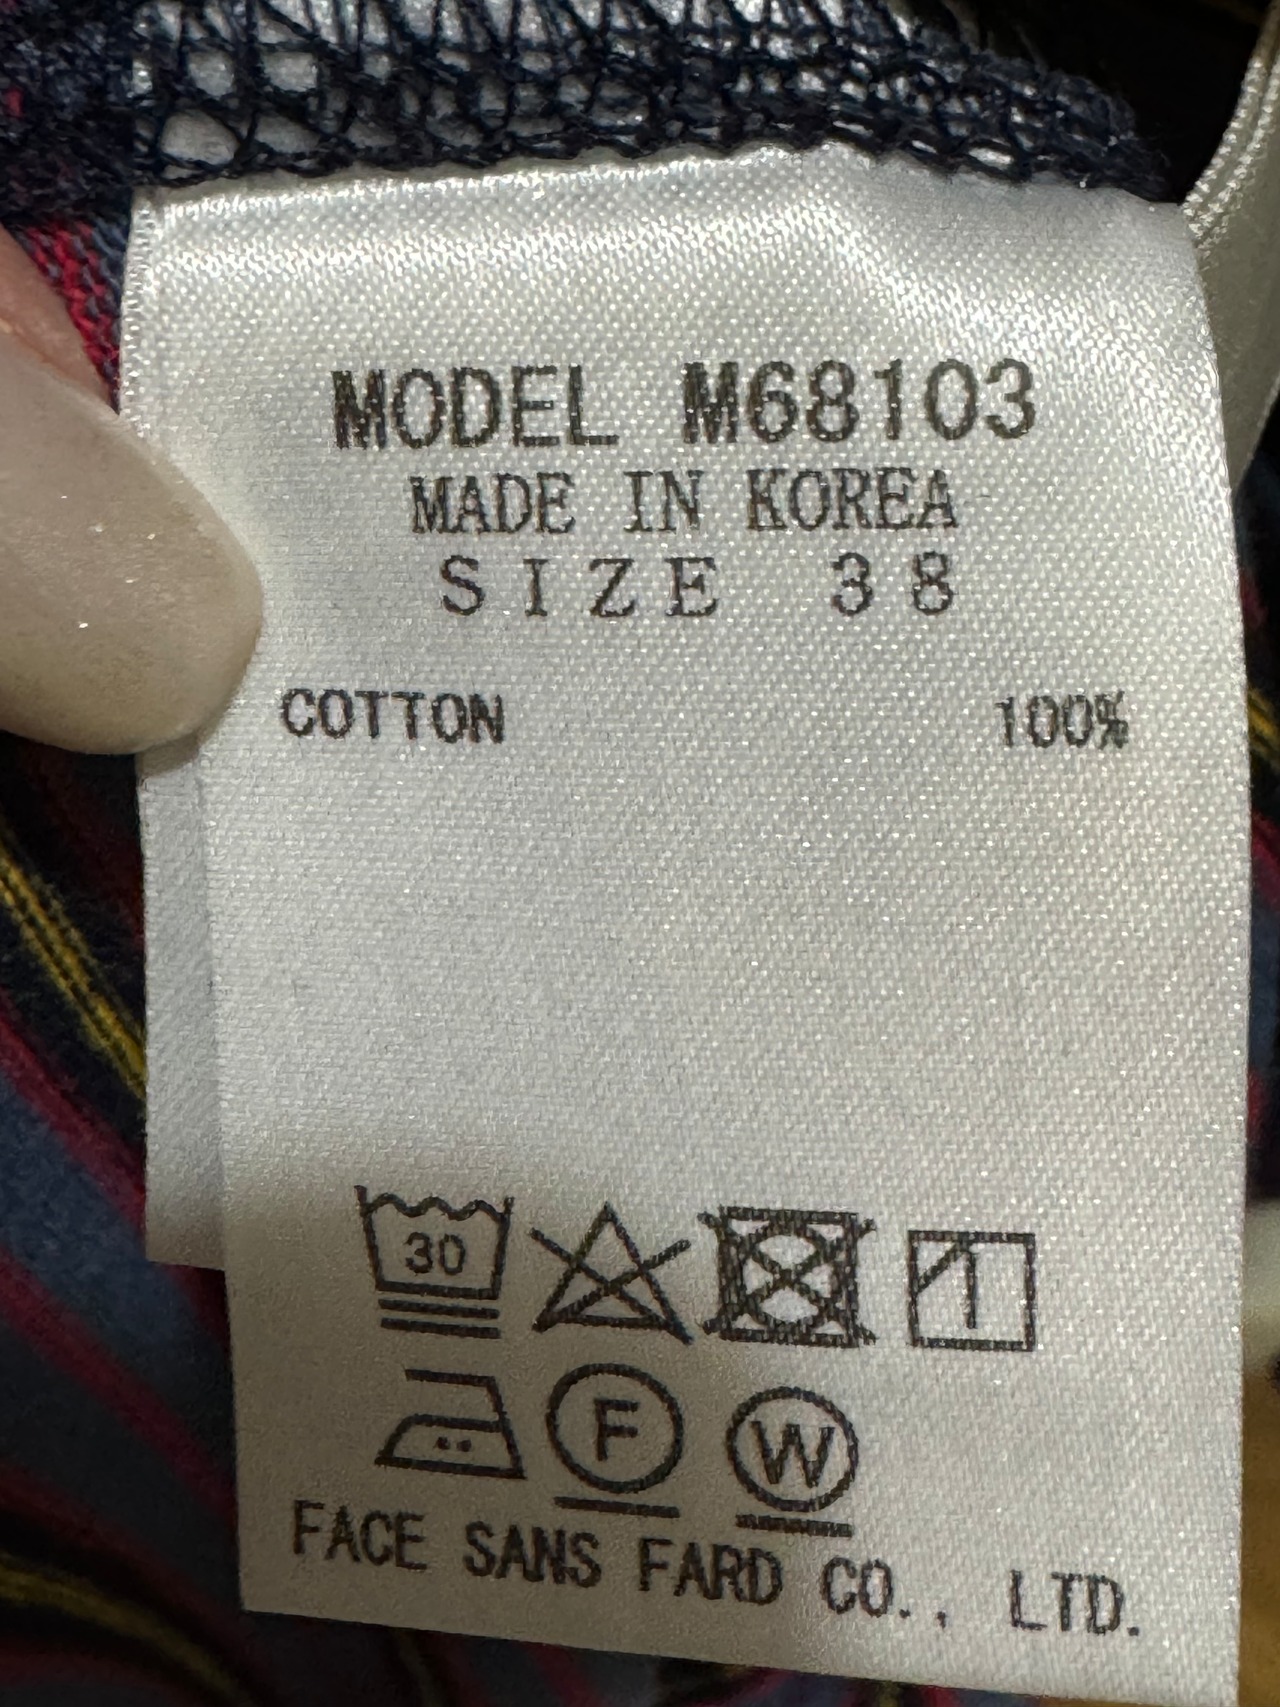 MODEL M68103
MADE IN KOREA
SIZE 38
COTTON 100%
30
F W
FACE SANS FARD CO., LTD.